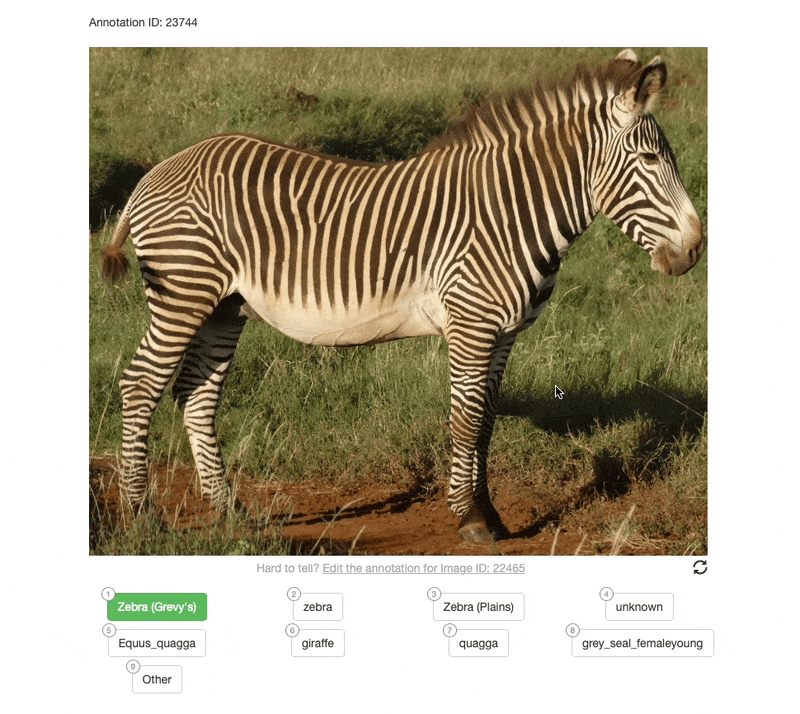 Annotation ID: 23744
Hard to tell? Edit the annotation for Image ID: 22465
1 Zebra (Grevy's)
2 zebra
3 Zebra (Plains)
4 unknown
5 Equus_quagga
6 giraffe
7 quagga
8 grey_seal_femaleyoung
9 Other